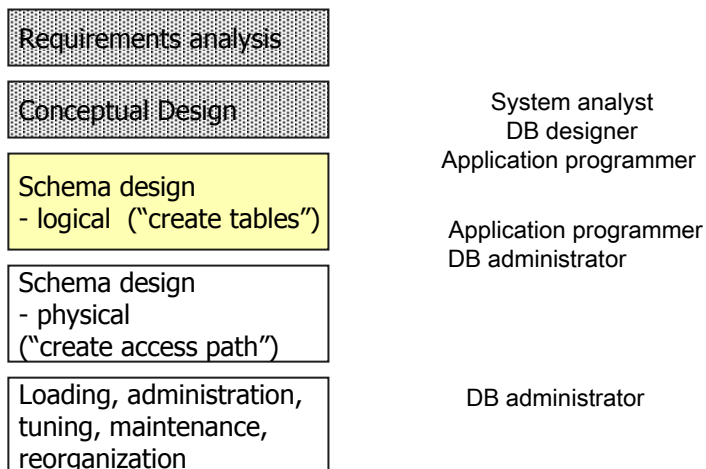 Requirements analysis
Conceptual Design
System analyst
DB designer
Application programmer
Schema design
- logical  (“create tables”)
Application programmer
DB administrator
Schema design
- physical
(“create access path”)
Loading, administration,
tuning, maintenance,
reorganization
DB administrator